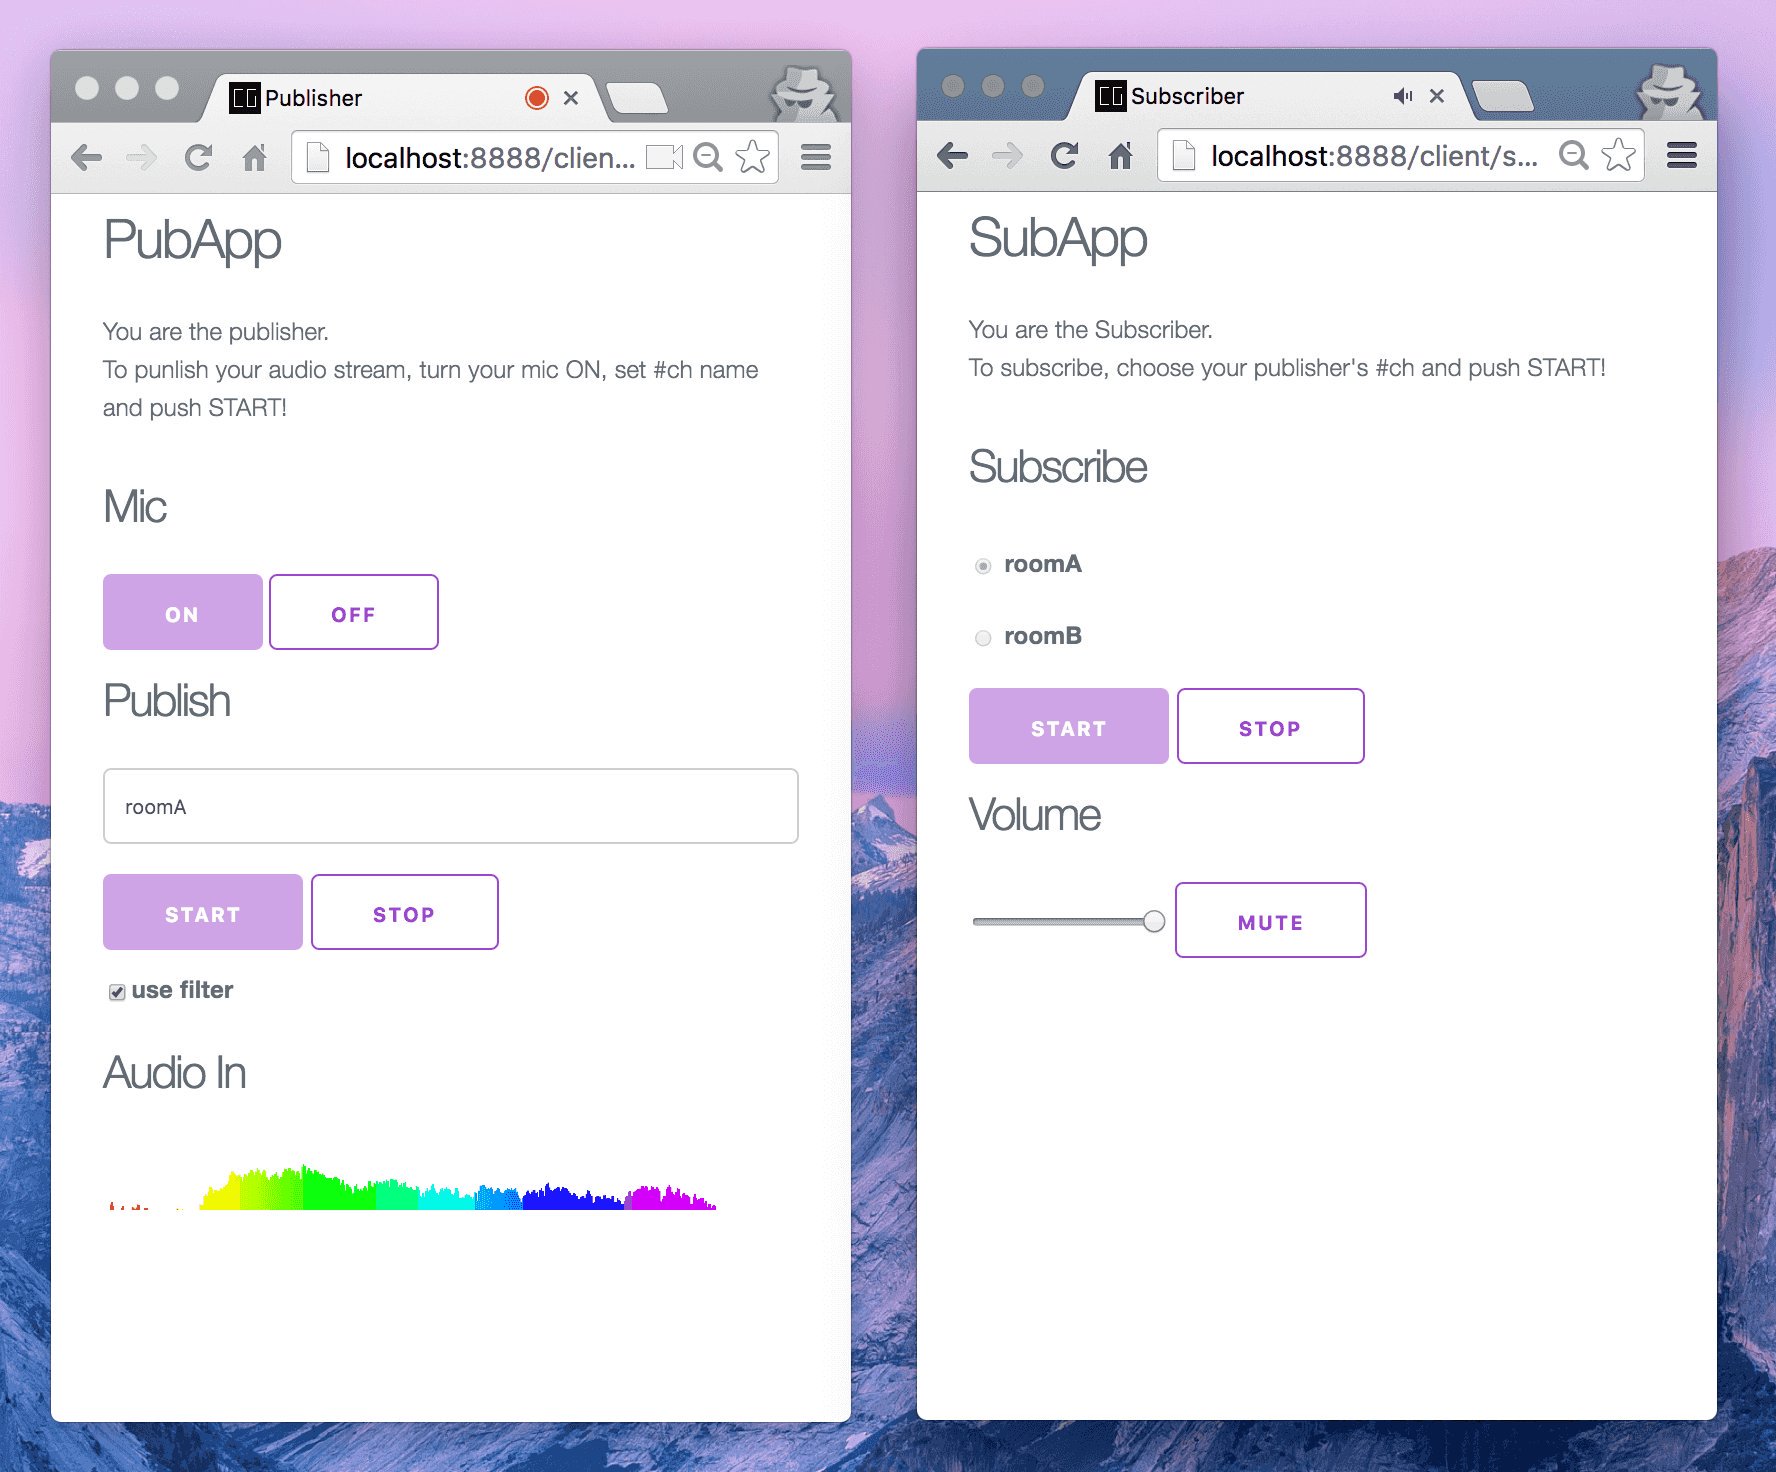 Publisher
localhost:8888/clien...
PubApp
You are the publisher.
To punlish your audio stream, turn your mic ON, set #ch name
and push START!
Mic
ON OFF
Publish
roomA
START STOP
use filter
Audio In
Subscriber
localhost:8888/client/s...
SubApp
You are the Subscriber.
To subscribe, choose your publisher's #ch and push START!
Subscribe
roomA
roomB
START STOP
Volume
MUTE